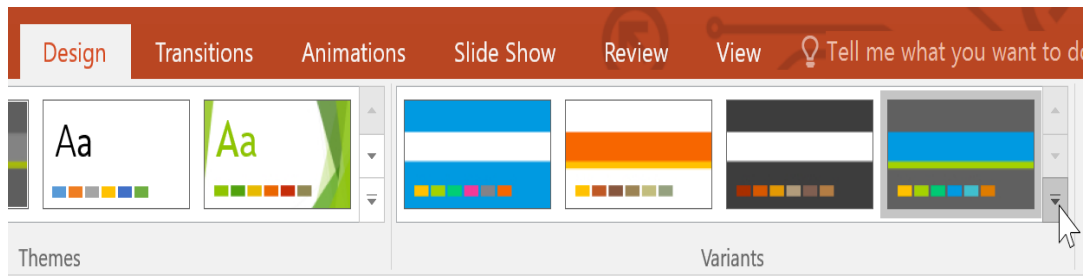 Design Transitions Animations Slide Show Review View Tell me what you want to do
Aa Aa
Themes Variants